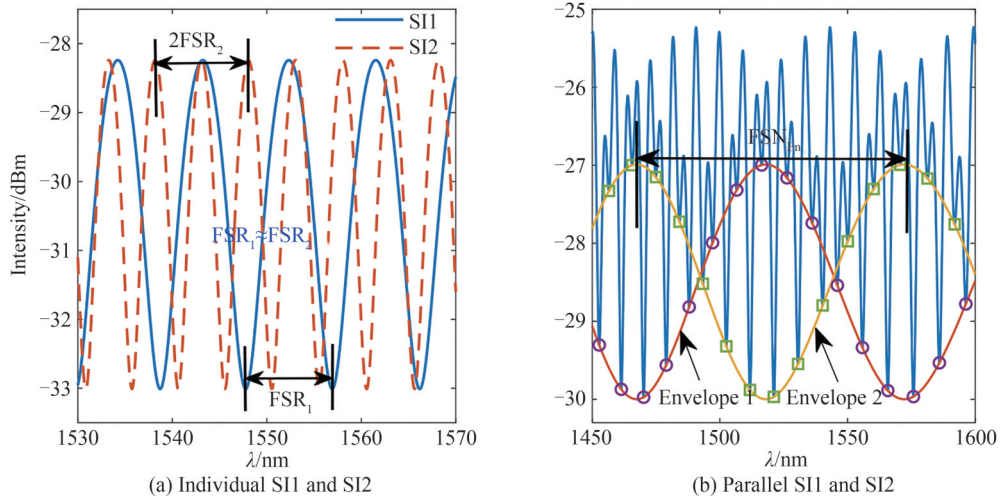 SI1
SI2
2FSR₂
FSR₁≈FSR₂
FSR₁
Intensity/dBm
−28
−29
−30
−31
−32
−33
1530
1540
1550
1560
1570
λ/nm
(a) Individual SI1 and SI2
FSN_En
Envelope 1
Envelope 2
−25
−26
−27
−28
−29
−30
1450
1500
1550
1600
λ/nm
(b) Parallel SI1 and SI2